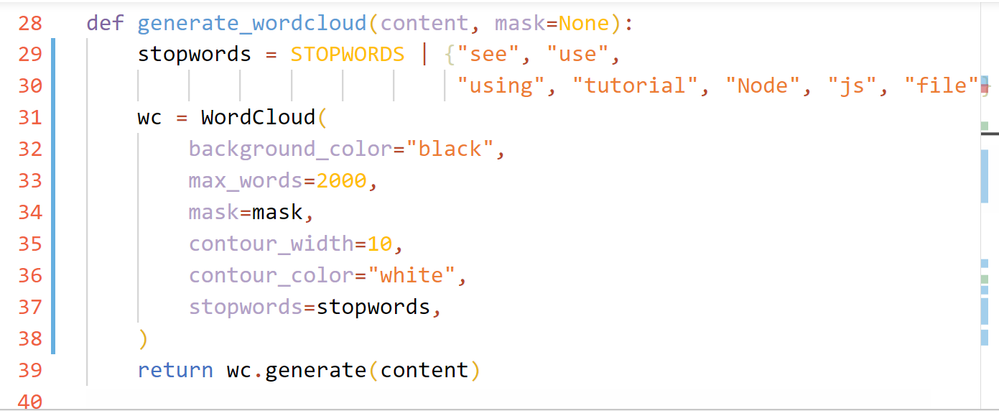 28 def generate_wordcloud(content, mask=None):
29     stopwords = STOPWORDS | {"see", "use",
30                              "using", "tutorial", "Node", "js", "file"}
31     wc = WordCloud(
32         background_color="black",
33         max_words=2000,
34         mask=mask,
35         contour_width=10,
36         contour_color="white",
37         stopwords=stopwords,
38     )
39     return wc.generate(content)
40